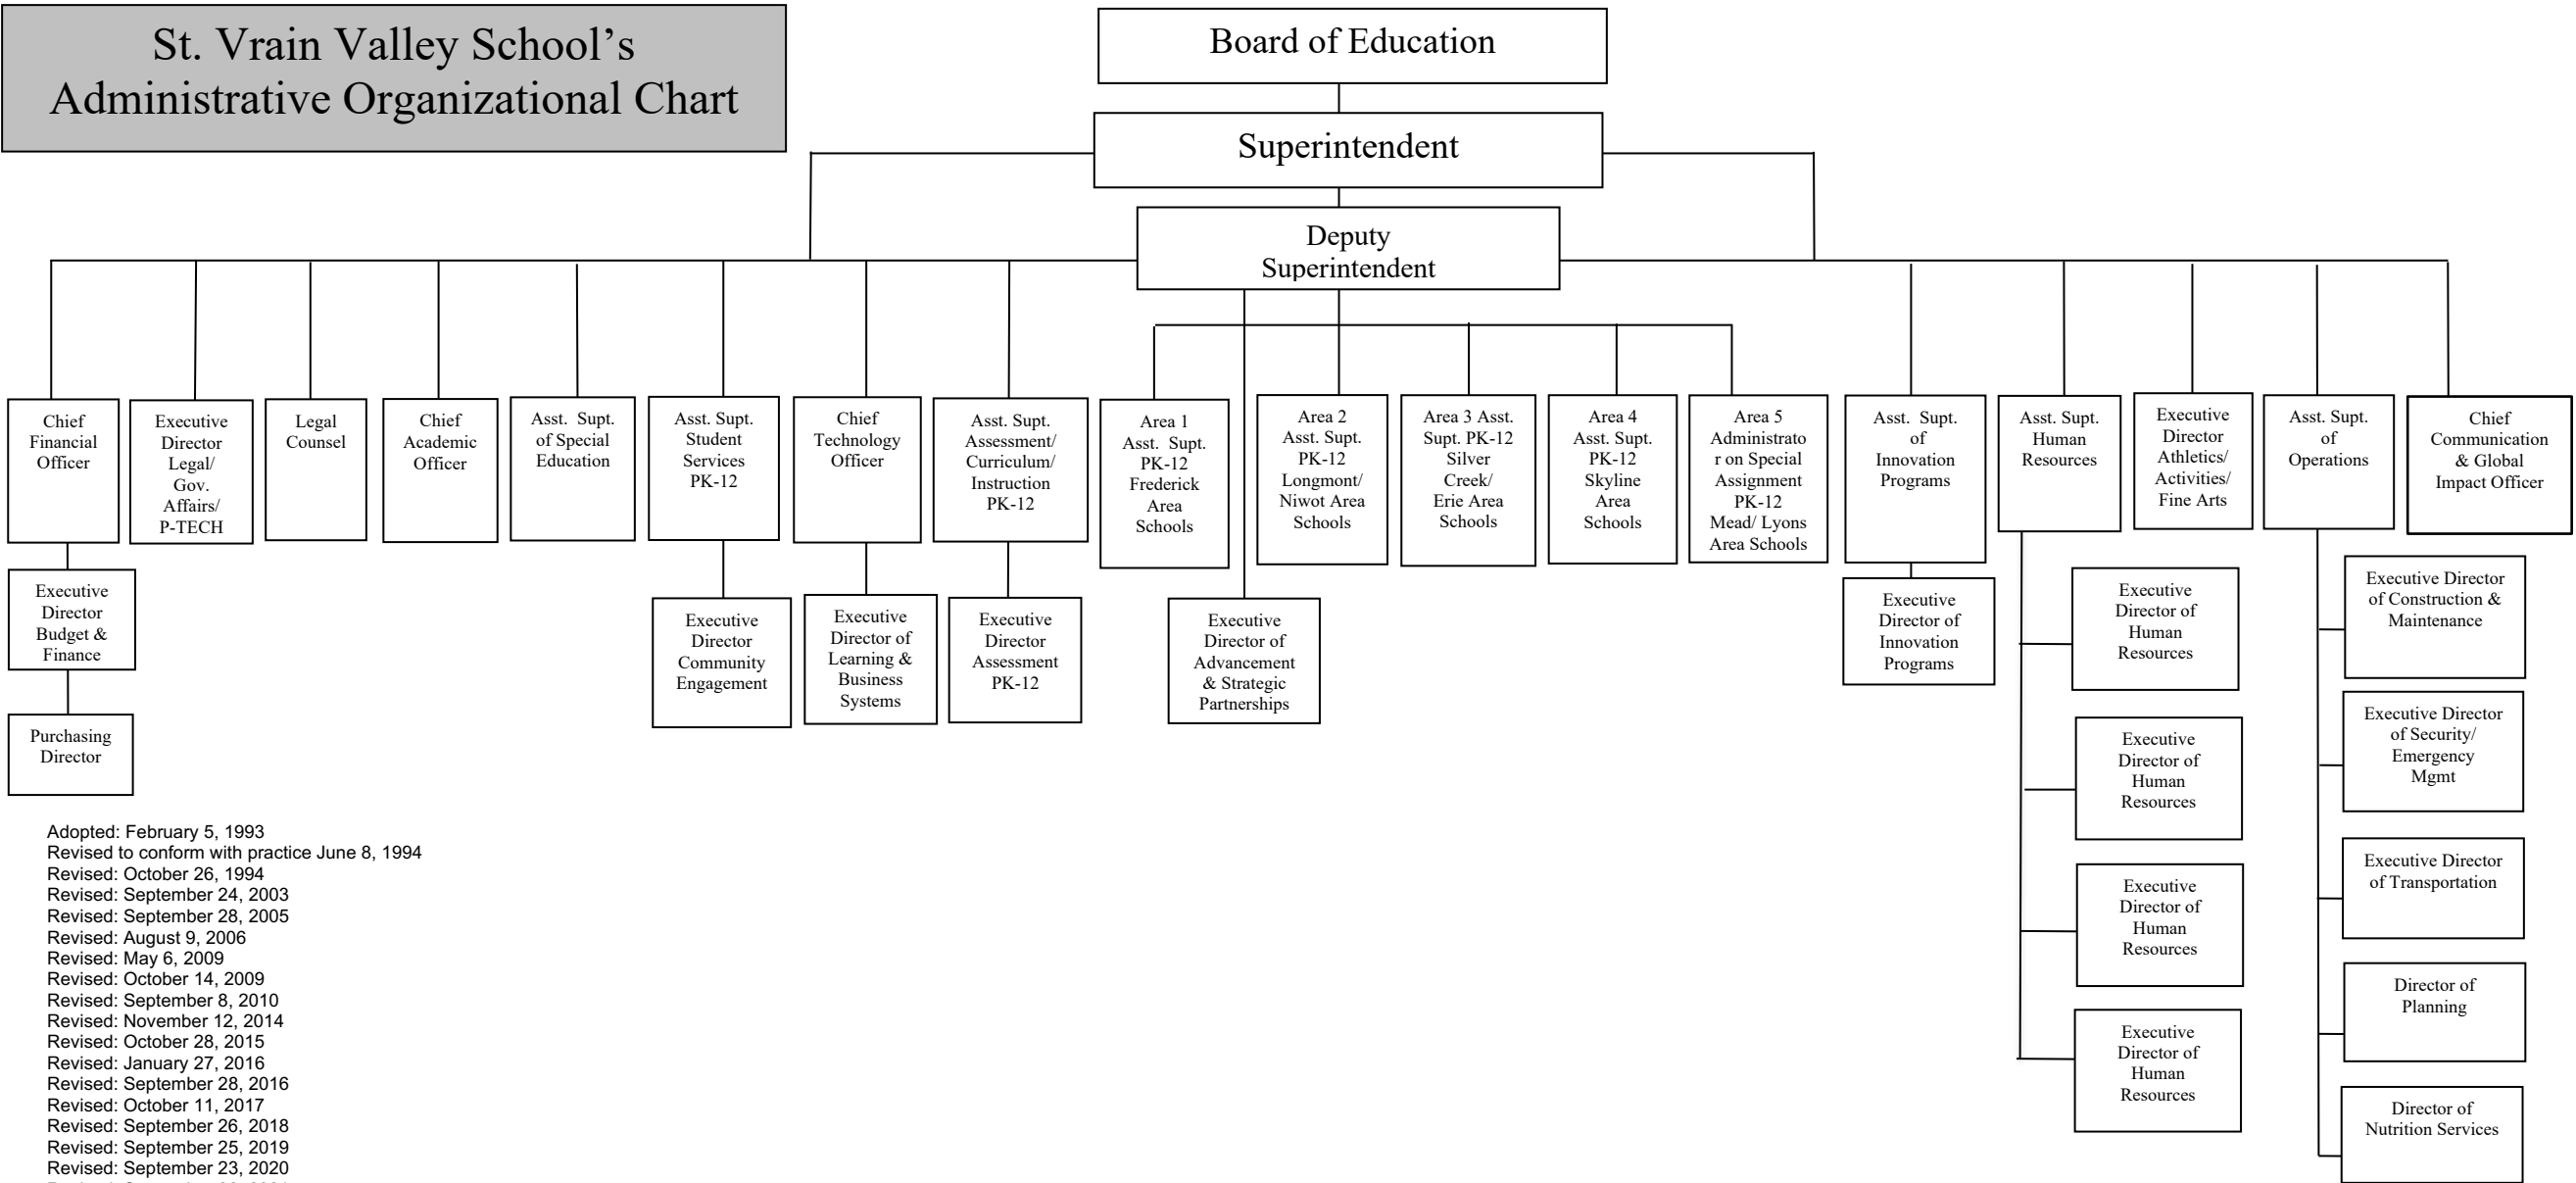 St. Vrain Valley School’s
Administrative Organizational Chart
Board of Education
Superintendent
Deputy
Superintendent
Chief
Financial
Officer
Executive
Director
Legal/
Gov.
Affairs/
P-TECH
Legal
Counsel
Chief
Academic
Officer
Asst. Supt.
of Special
Education
Asst. Supt.
Student
Services
PK-12
Chief
Technology
Officer
Asst. Supt.
Assessment/
Curriculum/
Instruction
PK-12
Area 1
Asst. Supt.
PK-12
Frederick
Area
Schools
Area 2
Asst. Supt.
PK-12
Longmont/
Niwot Area
Schools
Area 3 Asst.
Supt. PK-12
Silver
Creek/
Erie Area
Schools
Area 4
Asst. Supt.
PK-12
Skyline
Area
Schools
Area 5
Administrato
r on Special
Assignment
PK-12
Mead/ Lyons
Area Schools
Asst. Supt.
of
Innovation
Programs
Asst. Supt.
Human
Resources
Executive
Director
Athletics/
Activities/
Fine Arts
Asst. Supt.
of
Operations
Chief
Communication
& Global
Impact Officer
Executive
Director
Budget &
Finance
Purchasing
Director
Executive
Director
Community
Engagement
Executive
Director of
Learning &
Business
Systems
Executive
Director
Assessment
PK-12
Executive
Director of
Advancement
& Strategic
Partnerships
Executive
Director of
Innovation
Programs
Executive
Director of
Human
Resources
Executive
Director of
Human
Resources
Executive
Director of
Human
Resources
Executive
Director of
Human
Resources
Executive Director
of Construction &
Maintenance
Executive Director
of Security/
Emergency
Mgmt
Executive Director
of Transportation
Director of
Planning
Director of
Nutrition Services
Adopted: February 5, 1993
Revised to conform with practice June 8, 1994
Revised: October 26, 1994
Revised: September 24, 2003
Revised: September 28, 2005
Revised: August 9, 2006
Revised: May 6, 2009
Revised: October 14, 2009
Revised: September 8, 2010
Revised: November 12, 2014
Revised: October 28, 2015
Revised: January 27, 2016
Revised: September 28, 2016
Revised: October 11, 2017
Revised: September 26, 2018
Revised: September 25, 2019
Revised: September 23, 2020